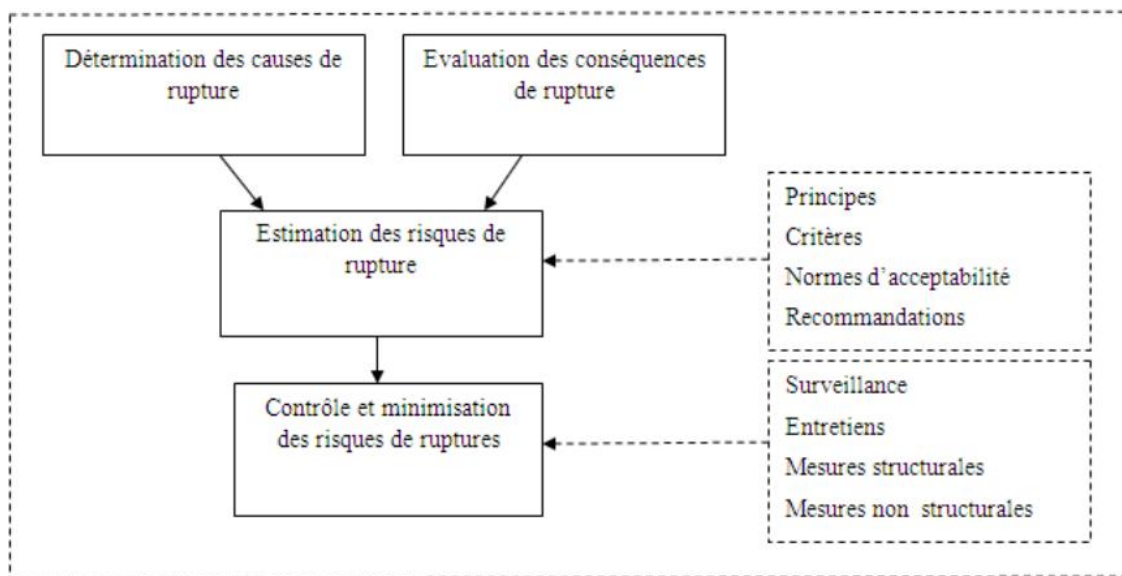 Détermination des causes de
rupture
Evaluation des conséquences
de rupture
Estimation des risques de
rupture
Principes
Critères
Normes d’acceptabilité
Recommandations
Contrôle et minimisation
des risques de ruptures
Surveillance
Entretiens
Mesures structurales
Mesures non structurales